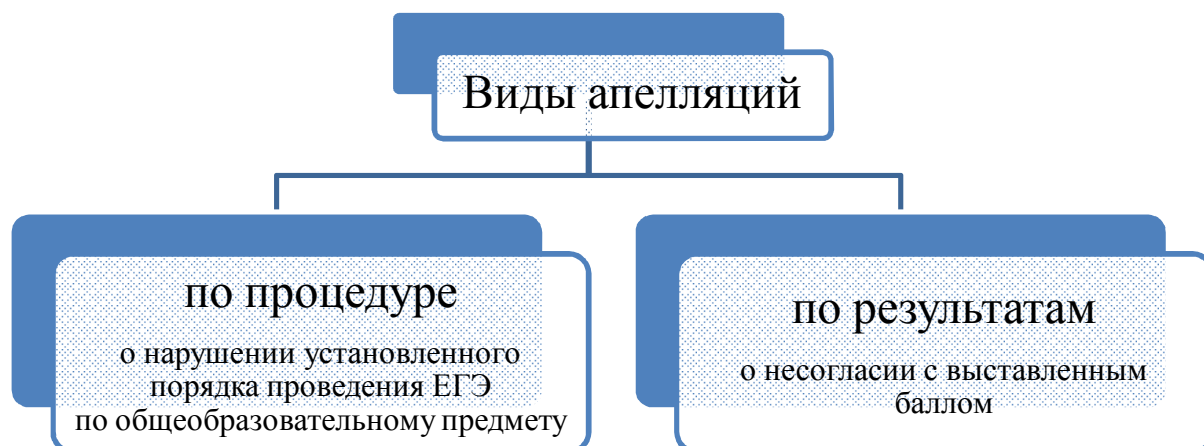 Виды апелляций
по процедуре
о нарушении установленного
порядка проведения ЕГЭ
по общеобразовательному предмету
по результатам
о несогласии с выставленным
баллом